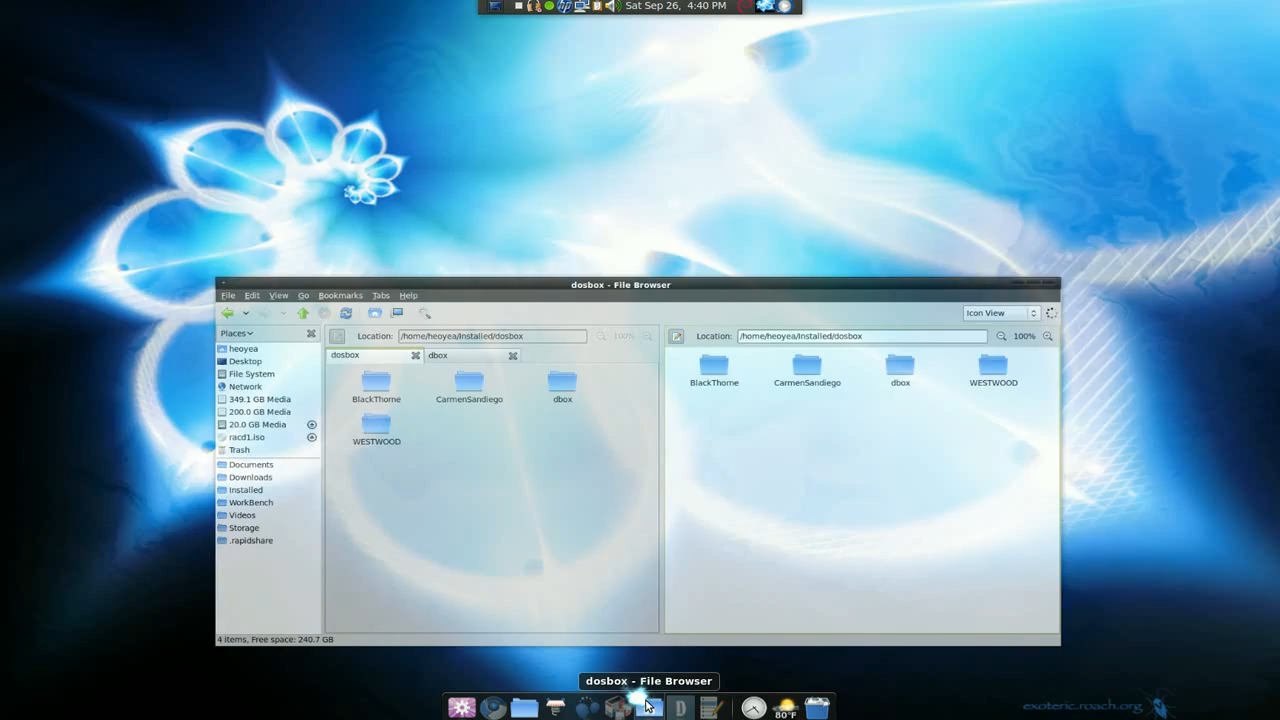 Sat Sep 26, 4:40 PM
dosbox - File Browser
File Edit View Go Bookmarks Tabs Help
Icon View
Places
Location: /home/heoyea/Installed/dosbox 100%
Location: /home/heoyea/Installed/dosbox 100%
dosbox dbox
heoyea
Desktop
File System
Network
349.1 GB Media
200.0 GB Media
20.0 GB Media
racd1.iso
Trash
Documents
Downloads
Installed
WorkBench
Videos
Storage
.rapidshare
BlackThorne CarmenSandiego dbox
WESTWOOD
BlackThorne CarmenSandiego dbox WESTWOOD
4 items, Free space: 240.7 GB
dosbox - File Browser
D
80°F
exoteric.roach.org